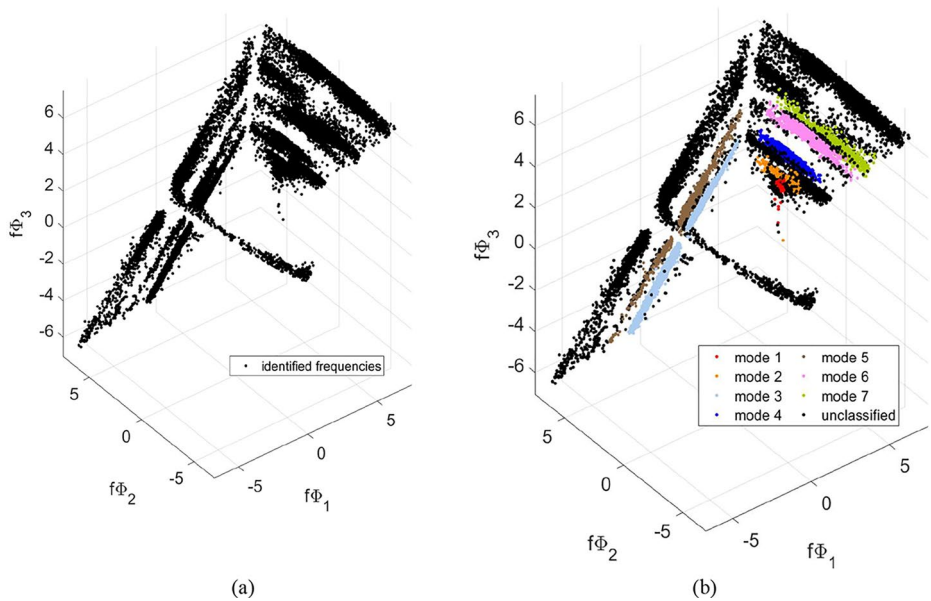 6
4
2
0
-2
-4
-6
fΦ3
5
0
-5
fΦ2
-5
0
5
fΦ1
identified frequencies
(a)
6
4
2
0
-2
-4
-6
fΦ3
5
0
-5
fΦ2
-5
0
5
fΦ1
mode 1
mode 2
mode 3
mode 4
mode 5
mode 6
mode 7
unclassified
(b)